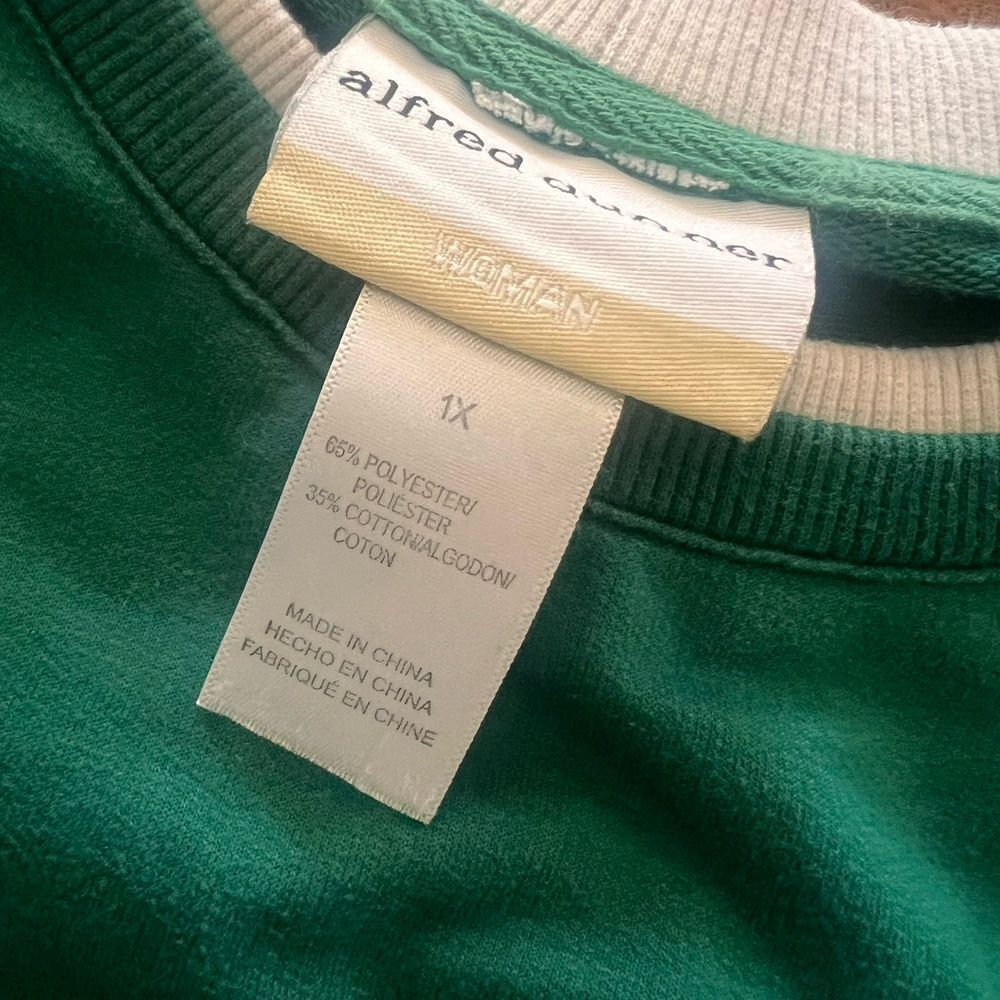 alfred dunner
WOMAN
1X
65% POLYESTER/
POLIÉSTER
35% COTTON/ALGODON/
COTON
MADE IN CHINA
HECHO EN CHINA
FABRIQUÉ EN CHINE